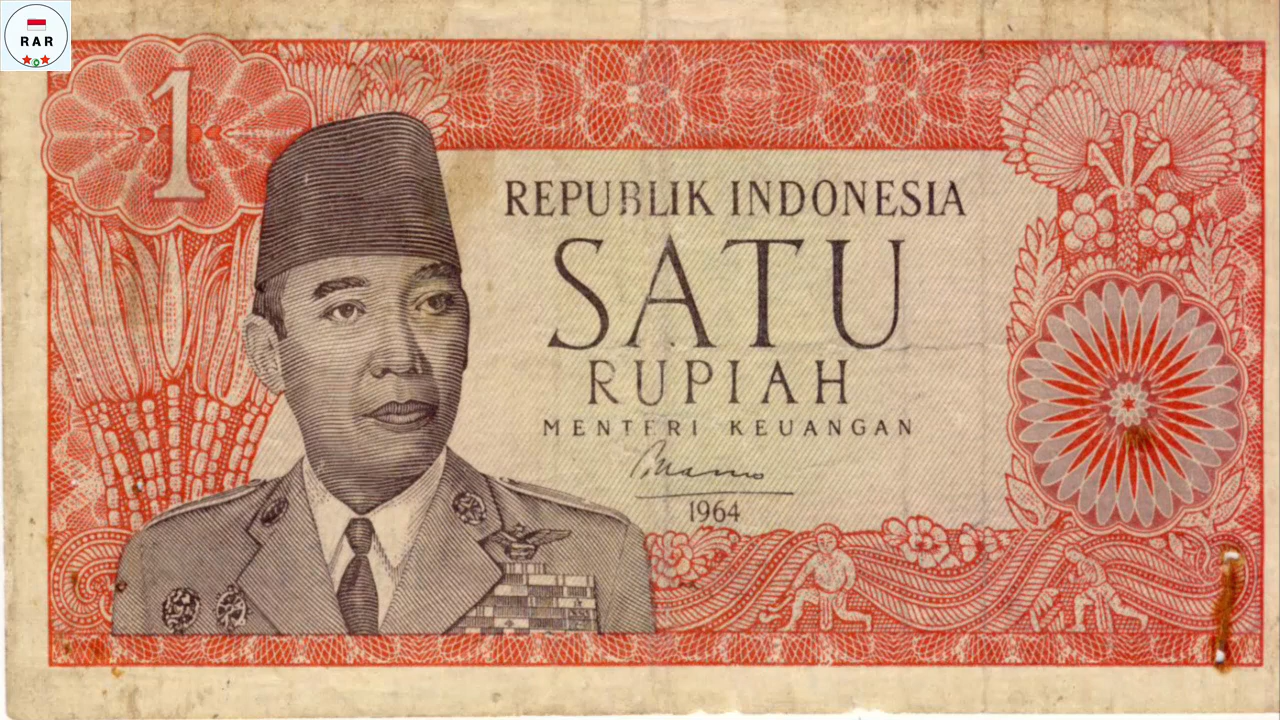 RAR
1
REPUBLIK INDONESIA
SATU
RUPIAH
MENTERI KEUANGAN
1964